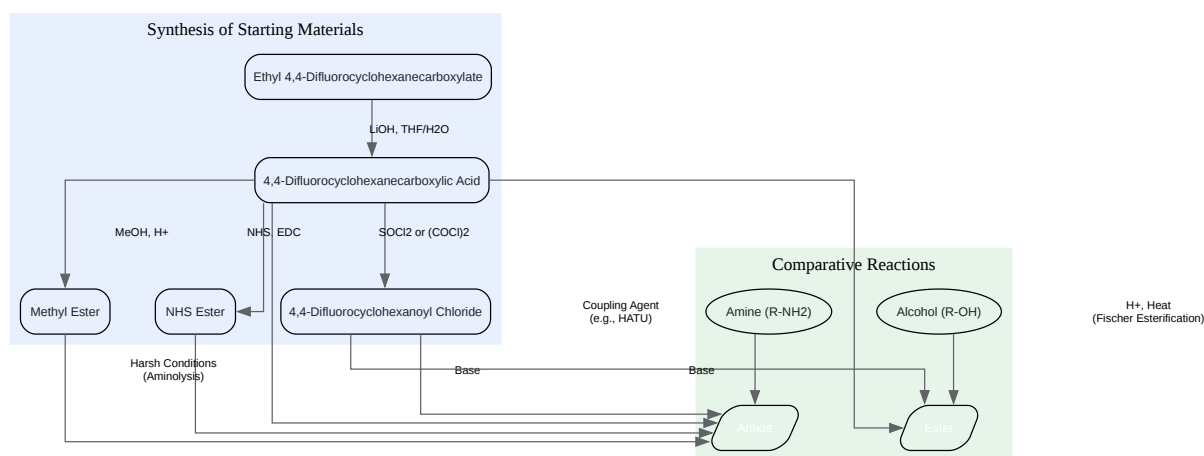 Synthesis of Starting Materials
Ethyl 4,4-Difluorocyclohexanecarboxylate
LiOH, THF/H2O
4,4-Difluorocyclohexanecarboxylic Acid
MeOH, H+
NHS, EDC
SOCl2 or (COCl)2
Comparative Reactions
Methyl Ester
NHS Ester
4,4-Difluorocyclohexanoyl Chloride
Coupling Agent
(e.g., HATU)
Amine (R-NH2)
Alcohol (R-OH)
H+, Heat
(Fischer Esterification)
Harsh Conditions
(Aminolysis)
Base
Base
Amide
Ester